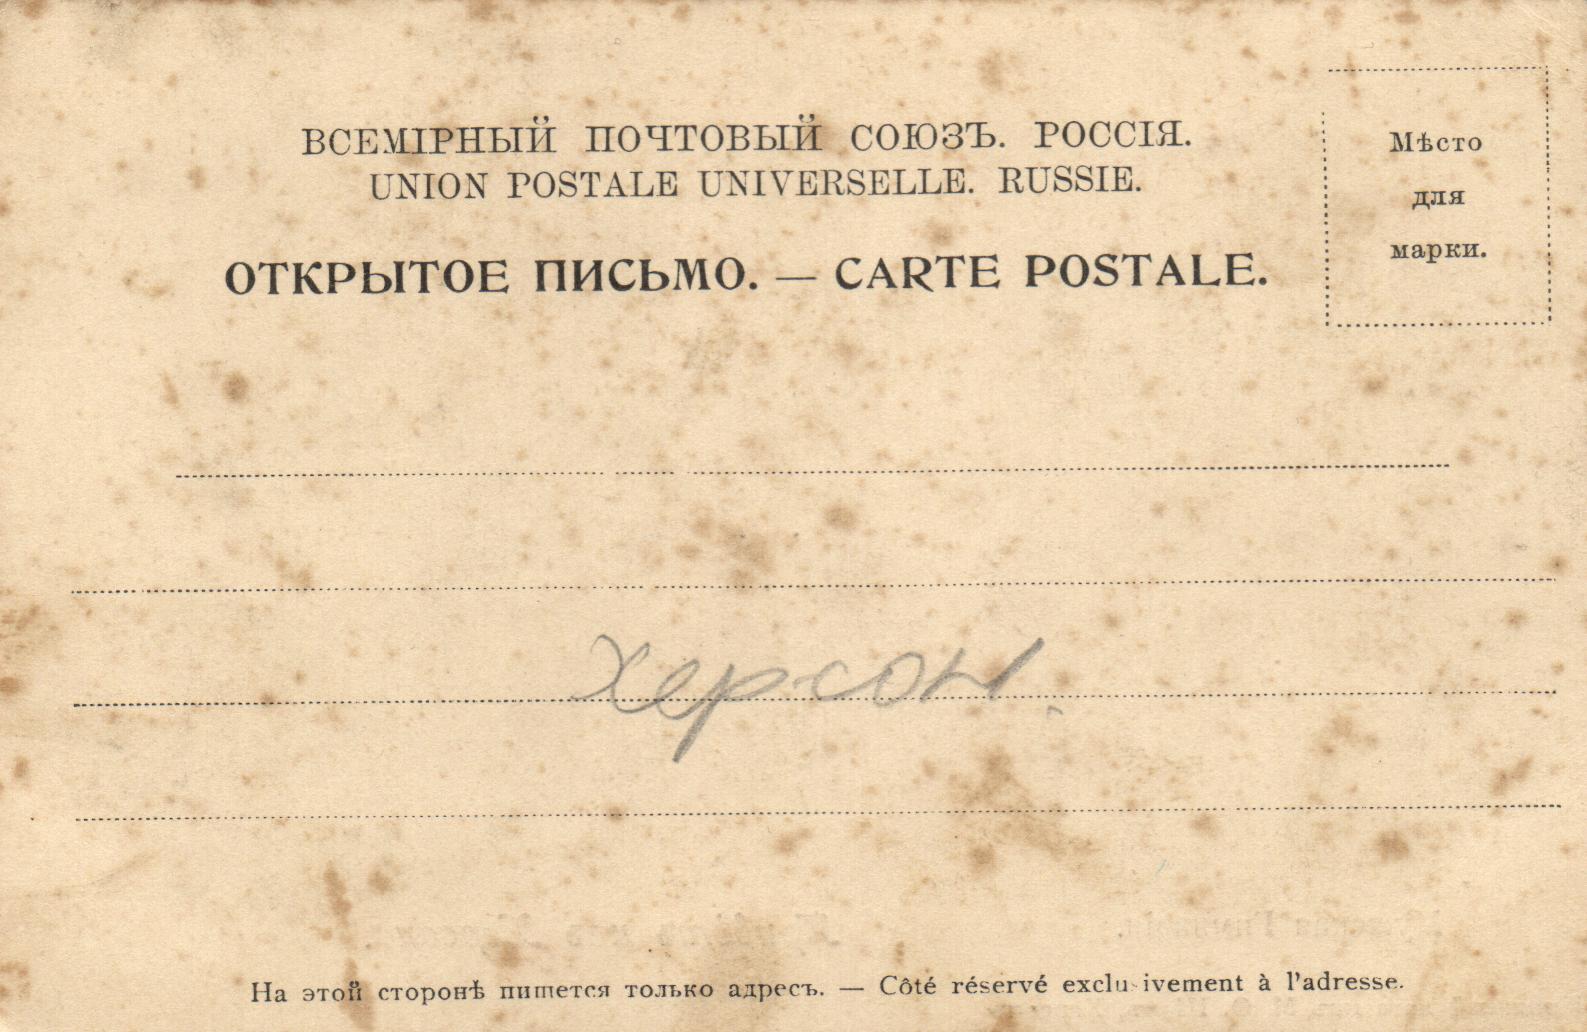 ВСЕМІРНЫЙ ПОЧТОВЫЙ СОЮЗЪ. РОССІЯ.
UNION POSTALE UNIVERSELLE. RUSSIE.
ОТКРЫТОЕ ПИСЬМО. — CARTE POSTALE.
Мѣсто
для
марки.
Херсон.
На этой сторонѣ пишется только адресъ. — Côté réservé exclusivement à l'adresse.